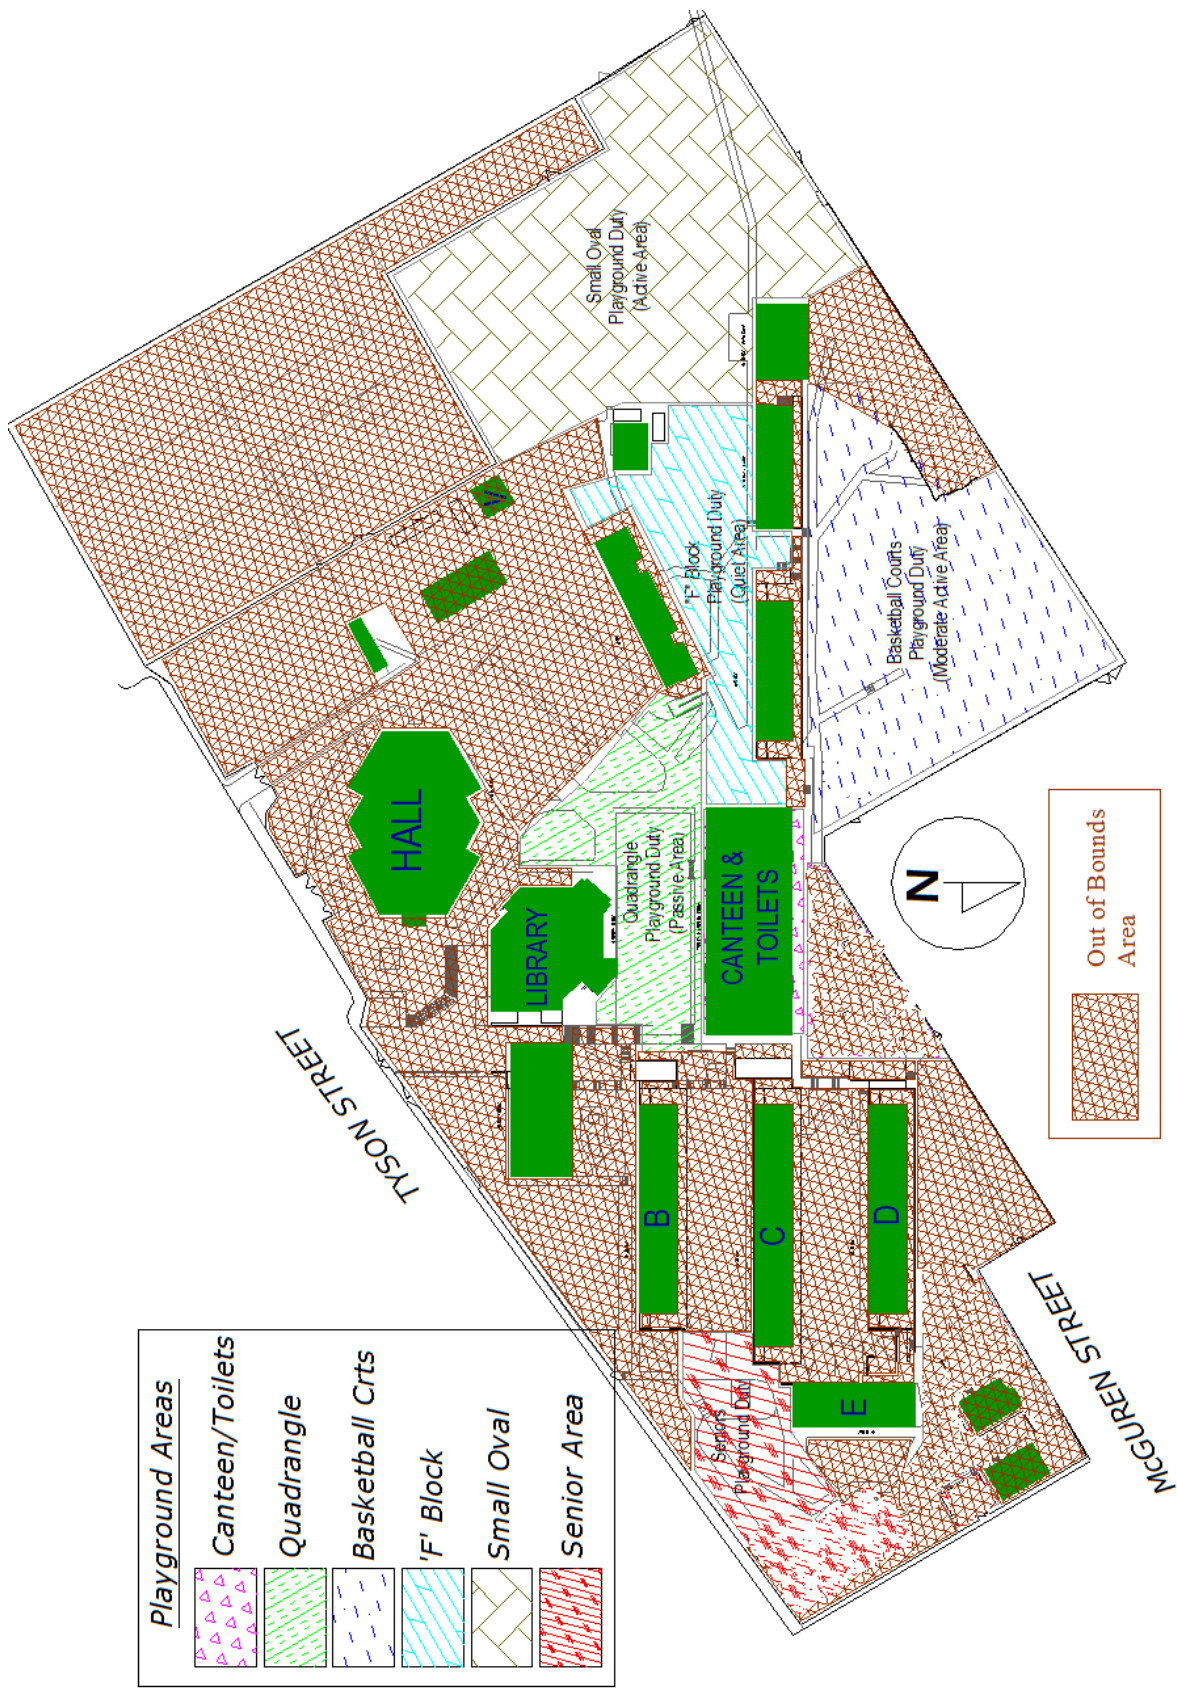 Playground Areas
Canteen/Toilets
Quadrangle
Basketball Crts
'F' Block
Small Oval
Senior Area
TYSON STREET
MCGUREN STREET
HALL
LIBRARY
V
Quadrangle
Playground Duty
(Passive Area)
CANTEEN &
TOILETS
"F" Block
Playground Duty
(Quiet Area)
Small Oval
Playground Duty
(Active Area)
Basketball Courts
Playground Duty
(Moderate Active Area)
B
C
D
E
Seniors
Playground Duty
N
Out of Bounds
Area